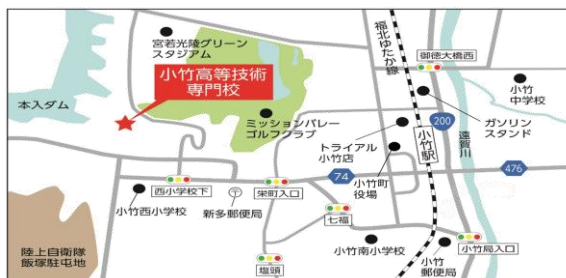 宮若光陵グリーン
スタジアム
小竹高等技術
専門校
本入ダム
ミッションバレー
ゴルフクラブ
福北ゆたか線
御徳大橋西
小竹
中学校
ガソリン
スタンド
200
遠賀川
トライアル
小竹店
小竹駅
小竹町
役場
74
476
西小学校下
小竹西小学校
新多郵便局
栄町入口
七福
小竹南小学校
小竹
郵便局
小竹局入口
塩頭
陸上自衛隊
飯塚駐屯地